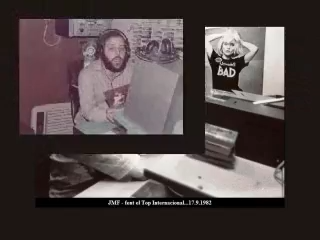 BAD
JMF - fent el Top Internacional...17.9.1982